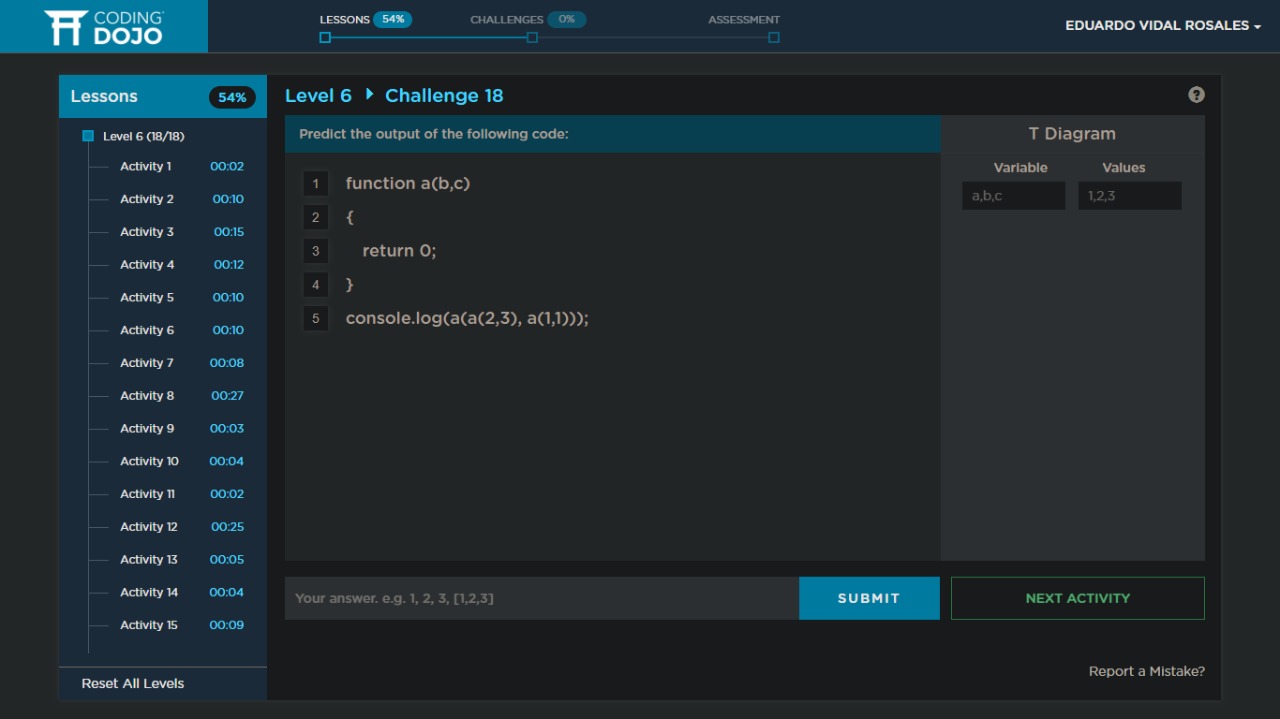 CODING DOJO
LESSONS 54% CHALLENGES 0% ASSESSMENT
EDUARDO VIDAL ROSALES
Lessons 54%
Level 6 (18/18)
Activity 1 00:02
Activity 2 00:10
Activity 3 00:15
Activity 4 00:12
Activity 5 00:10
Activity 6 00:10
Activity 7 00:08
Activity 8 00:27
Activity 9 00:03
Activity 10 00:04
Activity 11 00:02
Activity 12 00:25
Activity 13 00:05
Activity 14 00:04
Activity 15 00:09
Reset All Levels
Level 6 Challenge 18
?
Predict the output of the following code:
1 function a(b,c)
2 {
3 return 0;
4 }
5 console.log(a(a(2,3), a(1,1)));
T Diagram
Variable Values
a,b,c 1,2,3
Your answer. e.g. 1, 2, 3, [1,2,3]
SUBMIT
NEXT ACTIVITY
Report a Mistake?